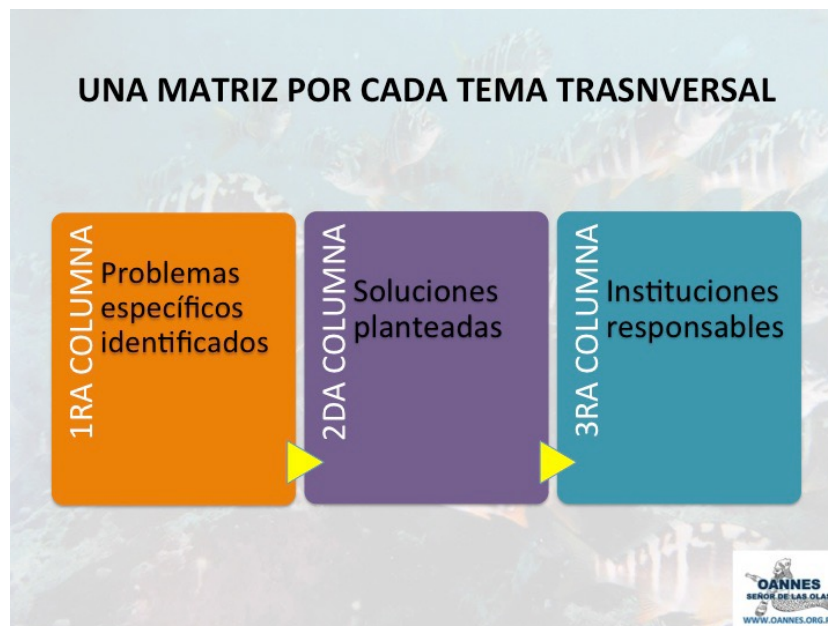 UNA MATRIZ POR CADA TEMA TRASNVERSAL
1RA COLUMNA
Problemas
específicos
identificados
2DA COLUMNA
Soluciones
planteadas
3RA COLUMNA
Instituciones
responsables
OANNES
SEÑOR DE LAS OLAS
WWW.OANNES.ORG.